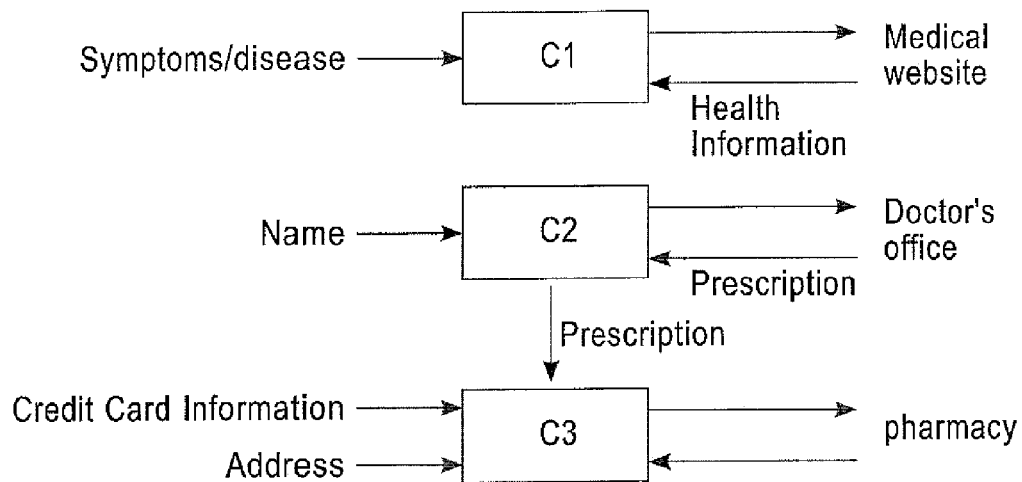 Symptoms/disease
C1
Medical
website
Health
Information
Name
C2
Doctor's
office
Prescription
Prescription
Credit Card Information
C3
pharmacy
Address